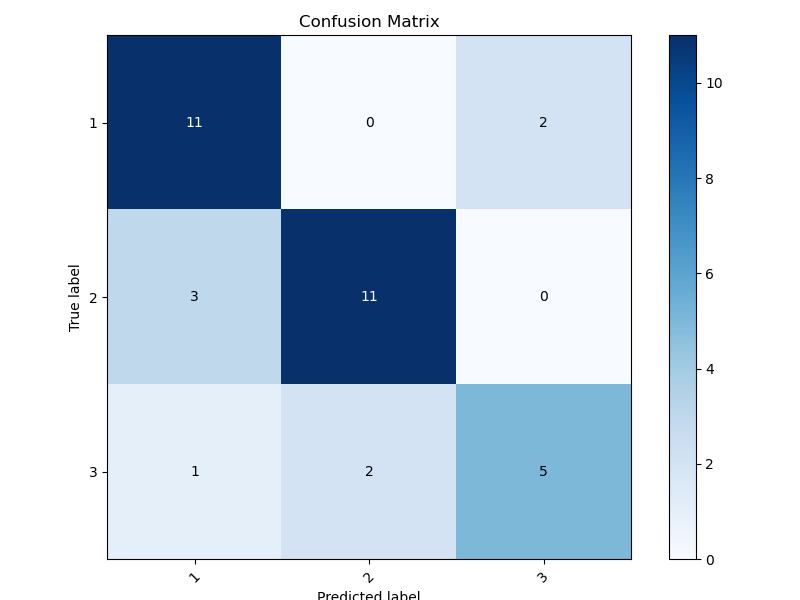 Confusion Matrix
1 11 0 2
2 3 11 0
3 1 2 5
1 2 3
True label
Predicted label
10
8
6
4
2
0